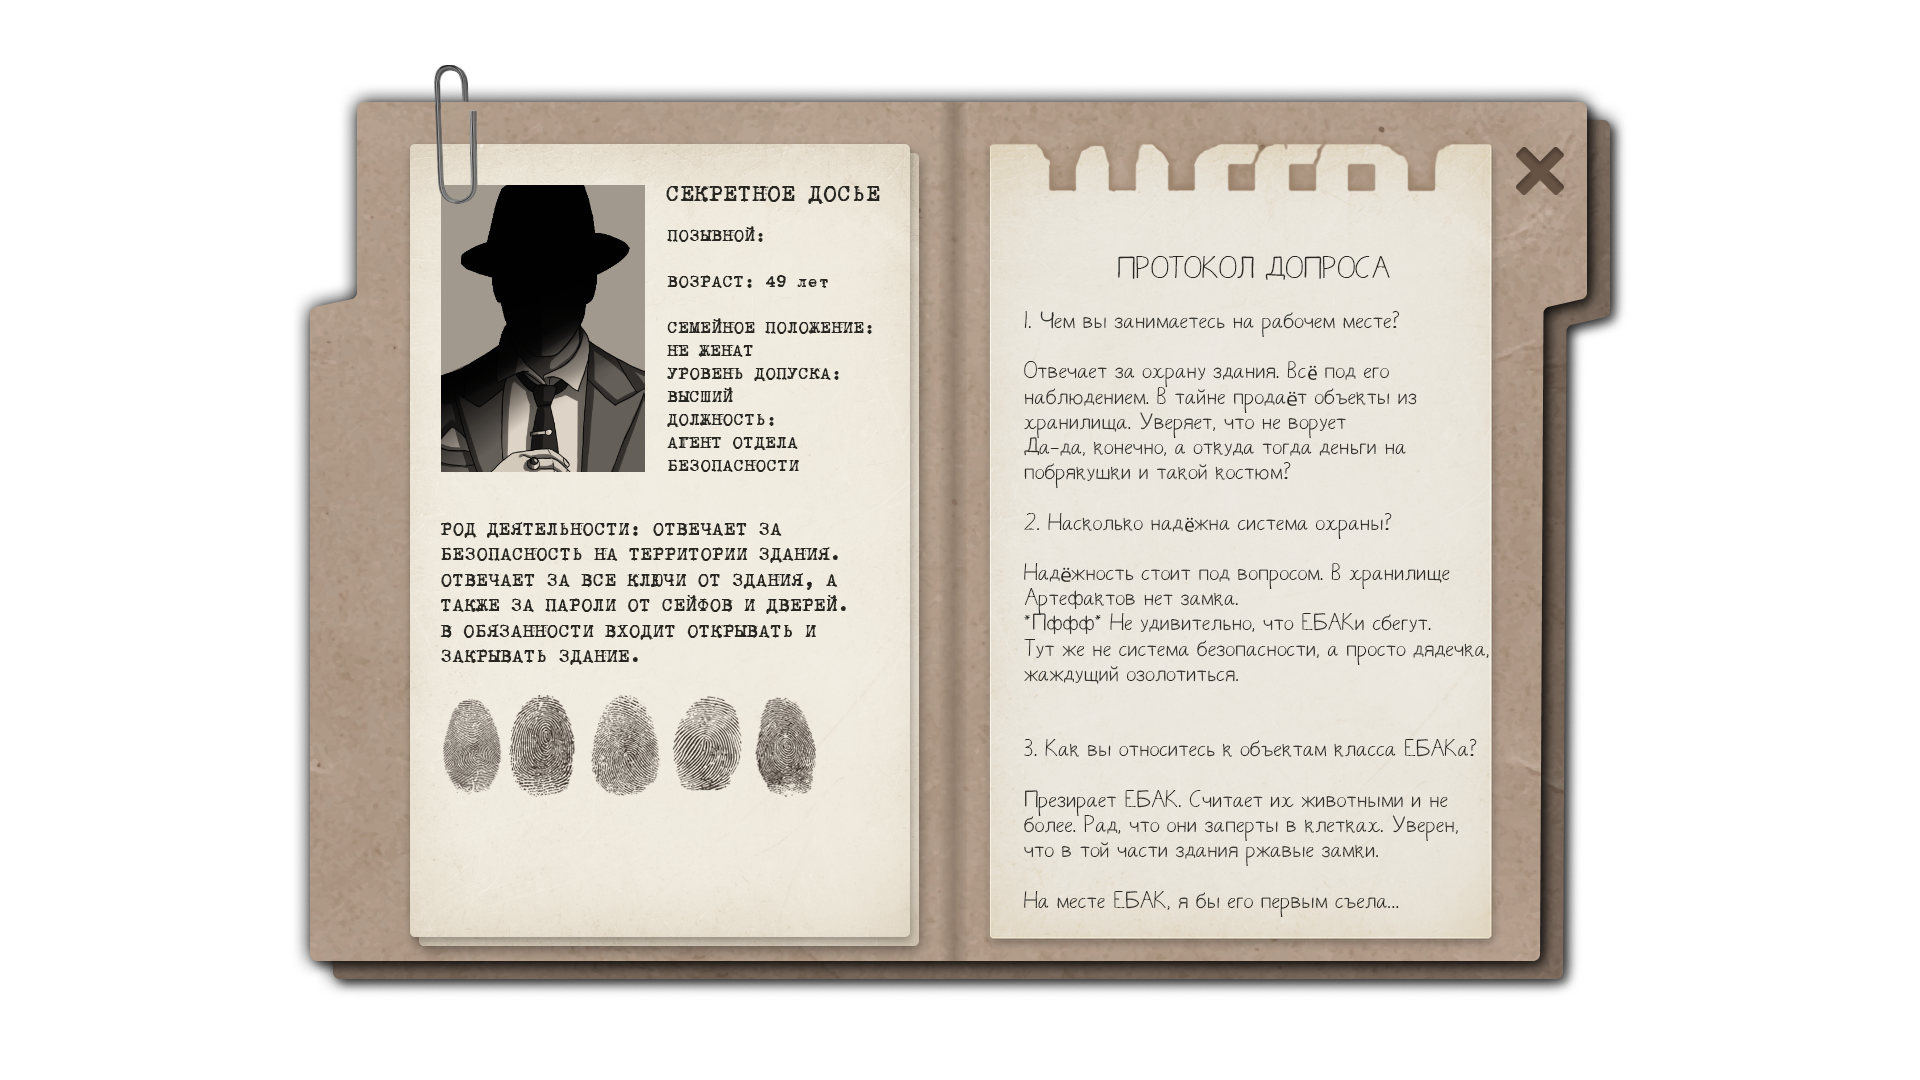 СЕКРЕТНОЕ ДОСЬЕ
ПОЗЫВНОЙ:
ВОЗРАСТ: 49 лет
СЕМЕЙНОЕ ПОЛОЖЕНИЕ:
НЕ ЖЕНАТ
УРОВЕНЬ ДОПУСКА:
ВЫСШИЙ
ДОЛЖНОСТЬ:
АГЕНТ ОТДЕЛА
БЕЗОПАСНОСТИ
РОД ДЕЯТЕЛЬНОСТИ: ОТВЕЧАЕТ ЗА
БЕЗОПАСНОСТЬ НА ТЕРРИТОРИИ ЗДАНИЯ.
ОТВЕЧАЕТ ЗА ВСЕ КЛЮЧИ ОТ ЗДАНИЯ, А
ТАКЖЕ ЗА ПАРОЛИ ОТ СЕЙФОВ И ДВЕРЕЙ.
В ОБЯЗАННОСТИ ВХОДИТ ОТКРЫВАТЬ И
ЗАКРЫВАТЬ ЗДАНИЕ.
ПРОТОКОЛ ДОПРОСА
1. Чем вы занимаетесь на рабочем месте?
Отвечает за охрану здания. Всё под его
наблюдением. В тайне продаёт объекты из
хранилища. Уверяет, что не ворует
Да-да, конечно, а откуда тогда деньги на
побрякушки и такой костюм?
2. Насколько надёжна система охраны?
Надёжность стоит под вопросом. В хранилище
Артефактов нет замка.
*Пффф* Не удивительно, что ЕБАКи сбегут.
Тут же не система безопасности, а просто дядечка,
жаждущий озолотиться.
3. Как вы относитесь к объектам класса ЕБАКа?
Презирает ЕБАК. Считает их животными и не
более. Рад, что они заперты в клетках. Уверен,
что в той части здания ржавые замки.
На месте ЕБАК, я бы его первым съела...